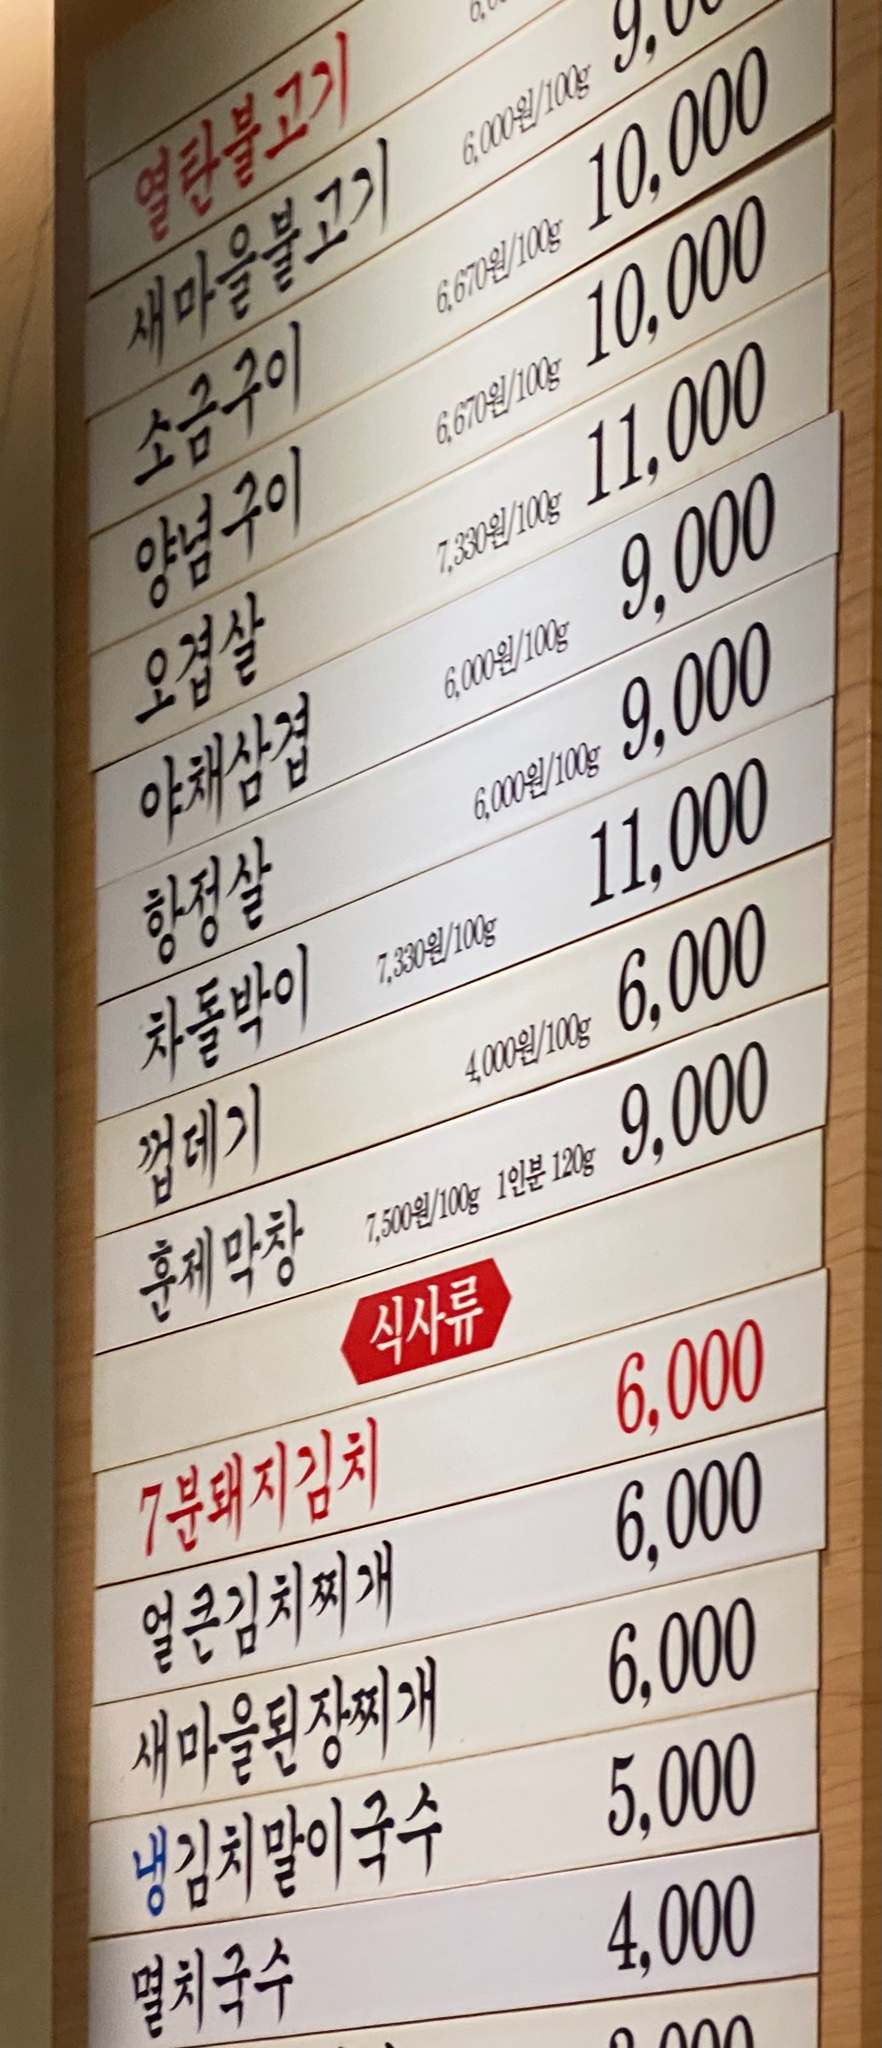 열탄불고기
새마을불고기 6,000원/100g 9,000
소금구이 6,670원/100g 10,000
양념구이 6,670원/100g 10,000
오겹살 7,330원/100g 11,000
야채삼겹 6,000원/100g 9,000
항정살 6,000원/100g 9,000
차돌박이 7,330원/100g 11,000
껍데기 4,000원/100g 6,000
훈제막창 7,500원/100g 1인분 120g 9,000
식사류
7분돼지김치 6,000
얼큰김치찌개 6,000
새마을된장찌개 6,000
냉김치말이국수 5,000
멸치국수 4,000